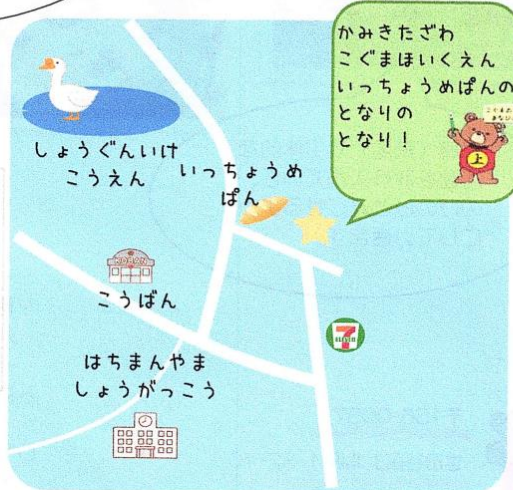 かみきたざわ
こぐまほいくえん
いっちょうめぱんの
となりの
となり！
上
しょうぐんいけ
こうえん
いっちょうめ
ぱん
こうばん
7
ELEVEN
はちまんやま
しょうがっこう